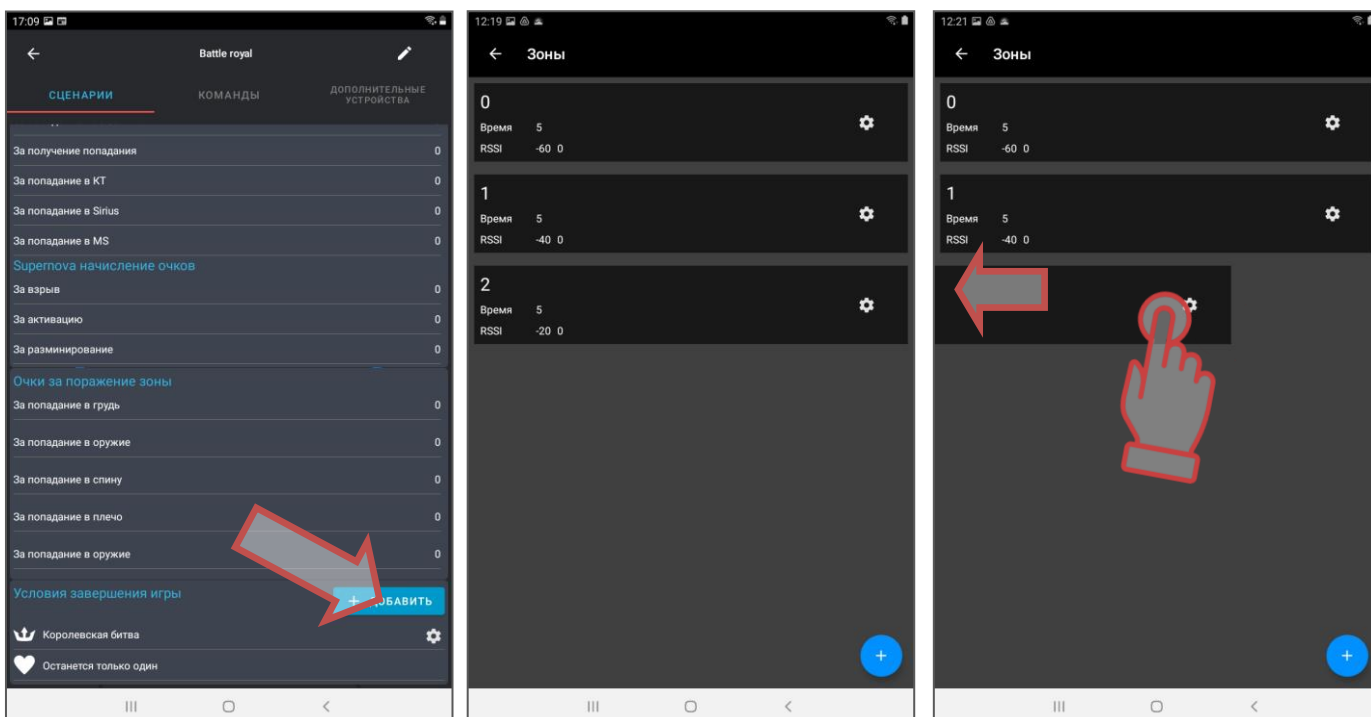 17:09
Battle royal
СЦЕНАРИИ КОМАНДЫ ДОПОЛНИТЕЛЬНЫЕ УСТРОЙСТВА
За получение попадания 0
За попадание в КТ 0
За попадание в Sirius 0
За попадание в MS 0
Supernova начисление очков
За взрыв 0
За активацию 0
За разминирование 0
Очки за поражение зоны
За попадание в грудь 0
За попадание в оружие 0
За попадание в спину 0
За попадание в плечо 0
За попадание в оружие 0
Условия завершения игры
+ ДОБАВИТЬ
Королевская битва
Останется только один
12:19
Зоны
0
Время 5
RSSI -60 0
1
Время 5
RSSI -40 0
2
Время 5
RSSI -20 0
+
12:21
Зоны
0
Время 5
RSSI -60 0
1
Время 5
RSSI -40 0
+